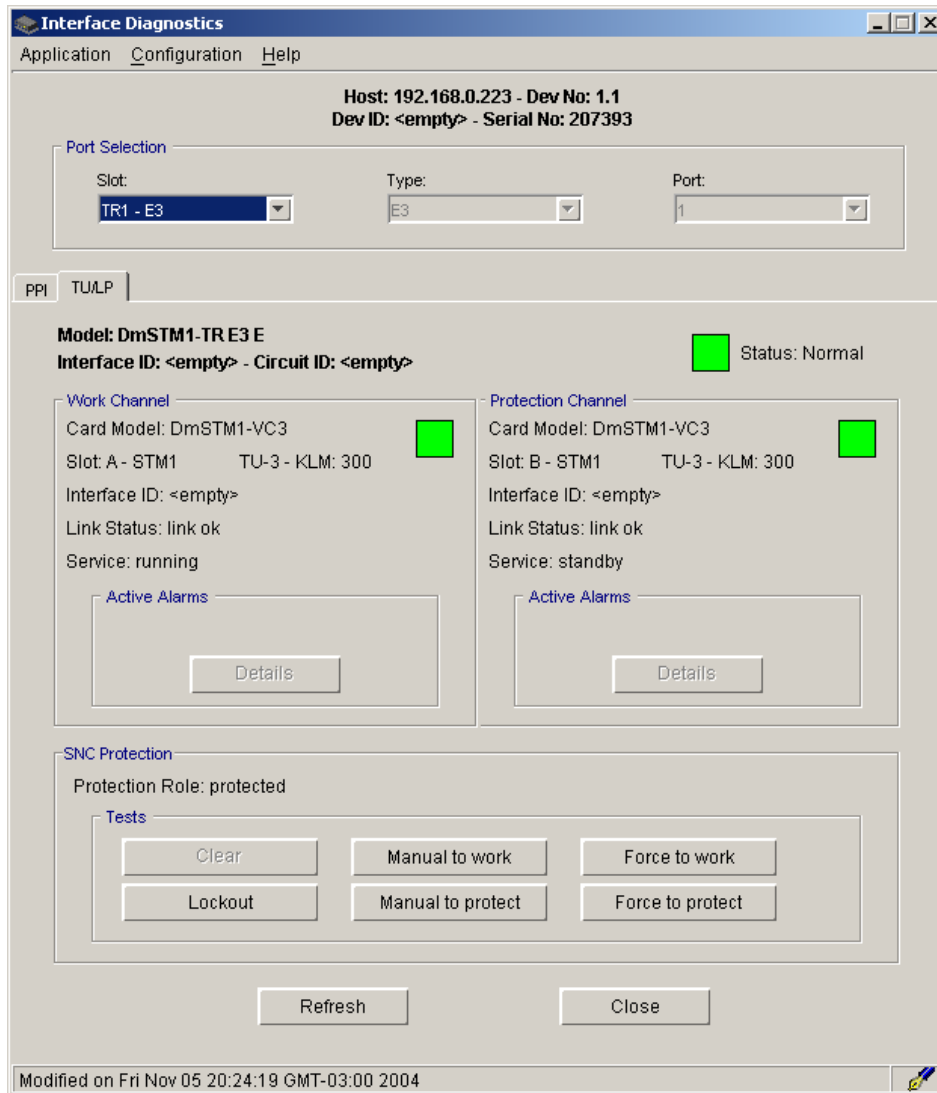 Interface Diagnostics
Application Configuration Help
Host: 192.168.0.223 - Dev No: 1.1
Dev ID: <empty> - Serial No: 207393
Port Selection
Slot: Type: Port:
TR1 - E3 E3 1
PPI TU/LP
Model: DmSTM1-TR E3 E
Interface ID: <empty> - Circuit ID: <empty>
Status: Normal
Work Channel
Card Model: DmSTM1-VC3
Slot: A - STM1 TU-3 - KLM: 300
Interface ID: <empty>
Link Status: link ok
Service: running
Active Alarms
Details
Protection Channel
Card Model: DmSTM1-VC3
Slot: B - STM1 TU-3 - KLM: 300
Interface ID: <empty>
Link Status: link ok
Service: standby
Active Alarms
Details
SNC Protection
Protection Role: protected
Tests
Clear Manual to work Force to work
Lockout Manual to protect Force to protect
Refresh Close
Modified on Fri Nov 05 20:24:19 GMT-03:00 2004